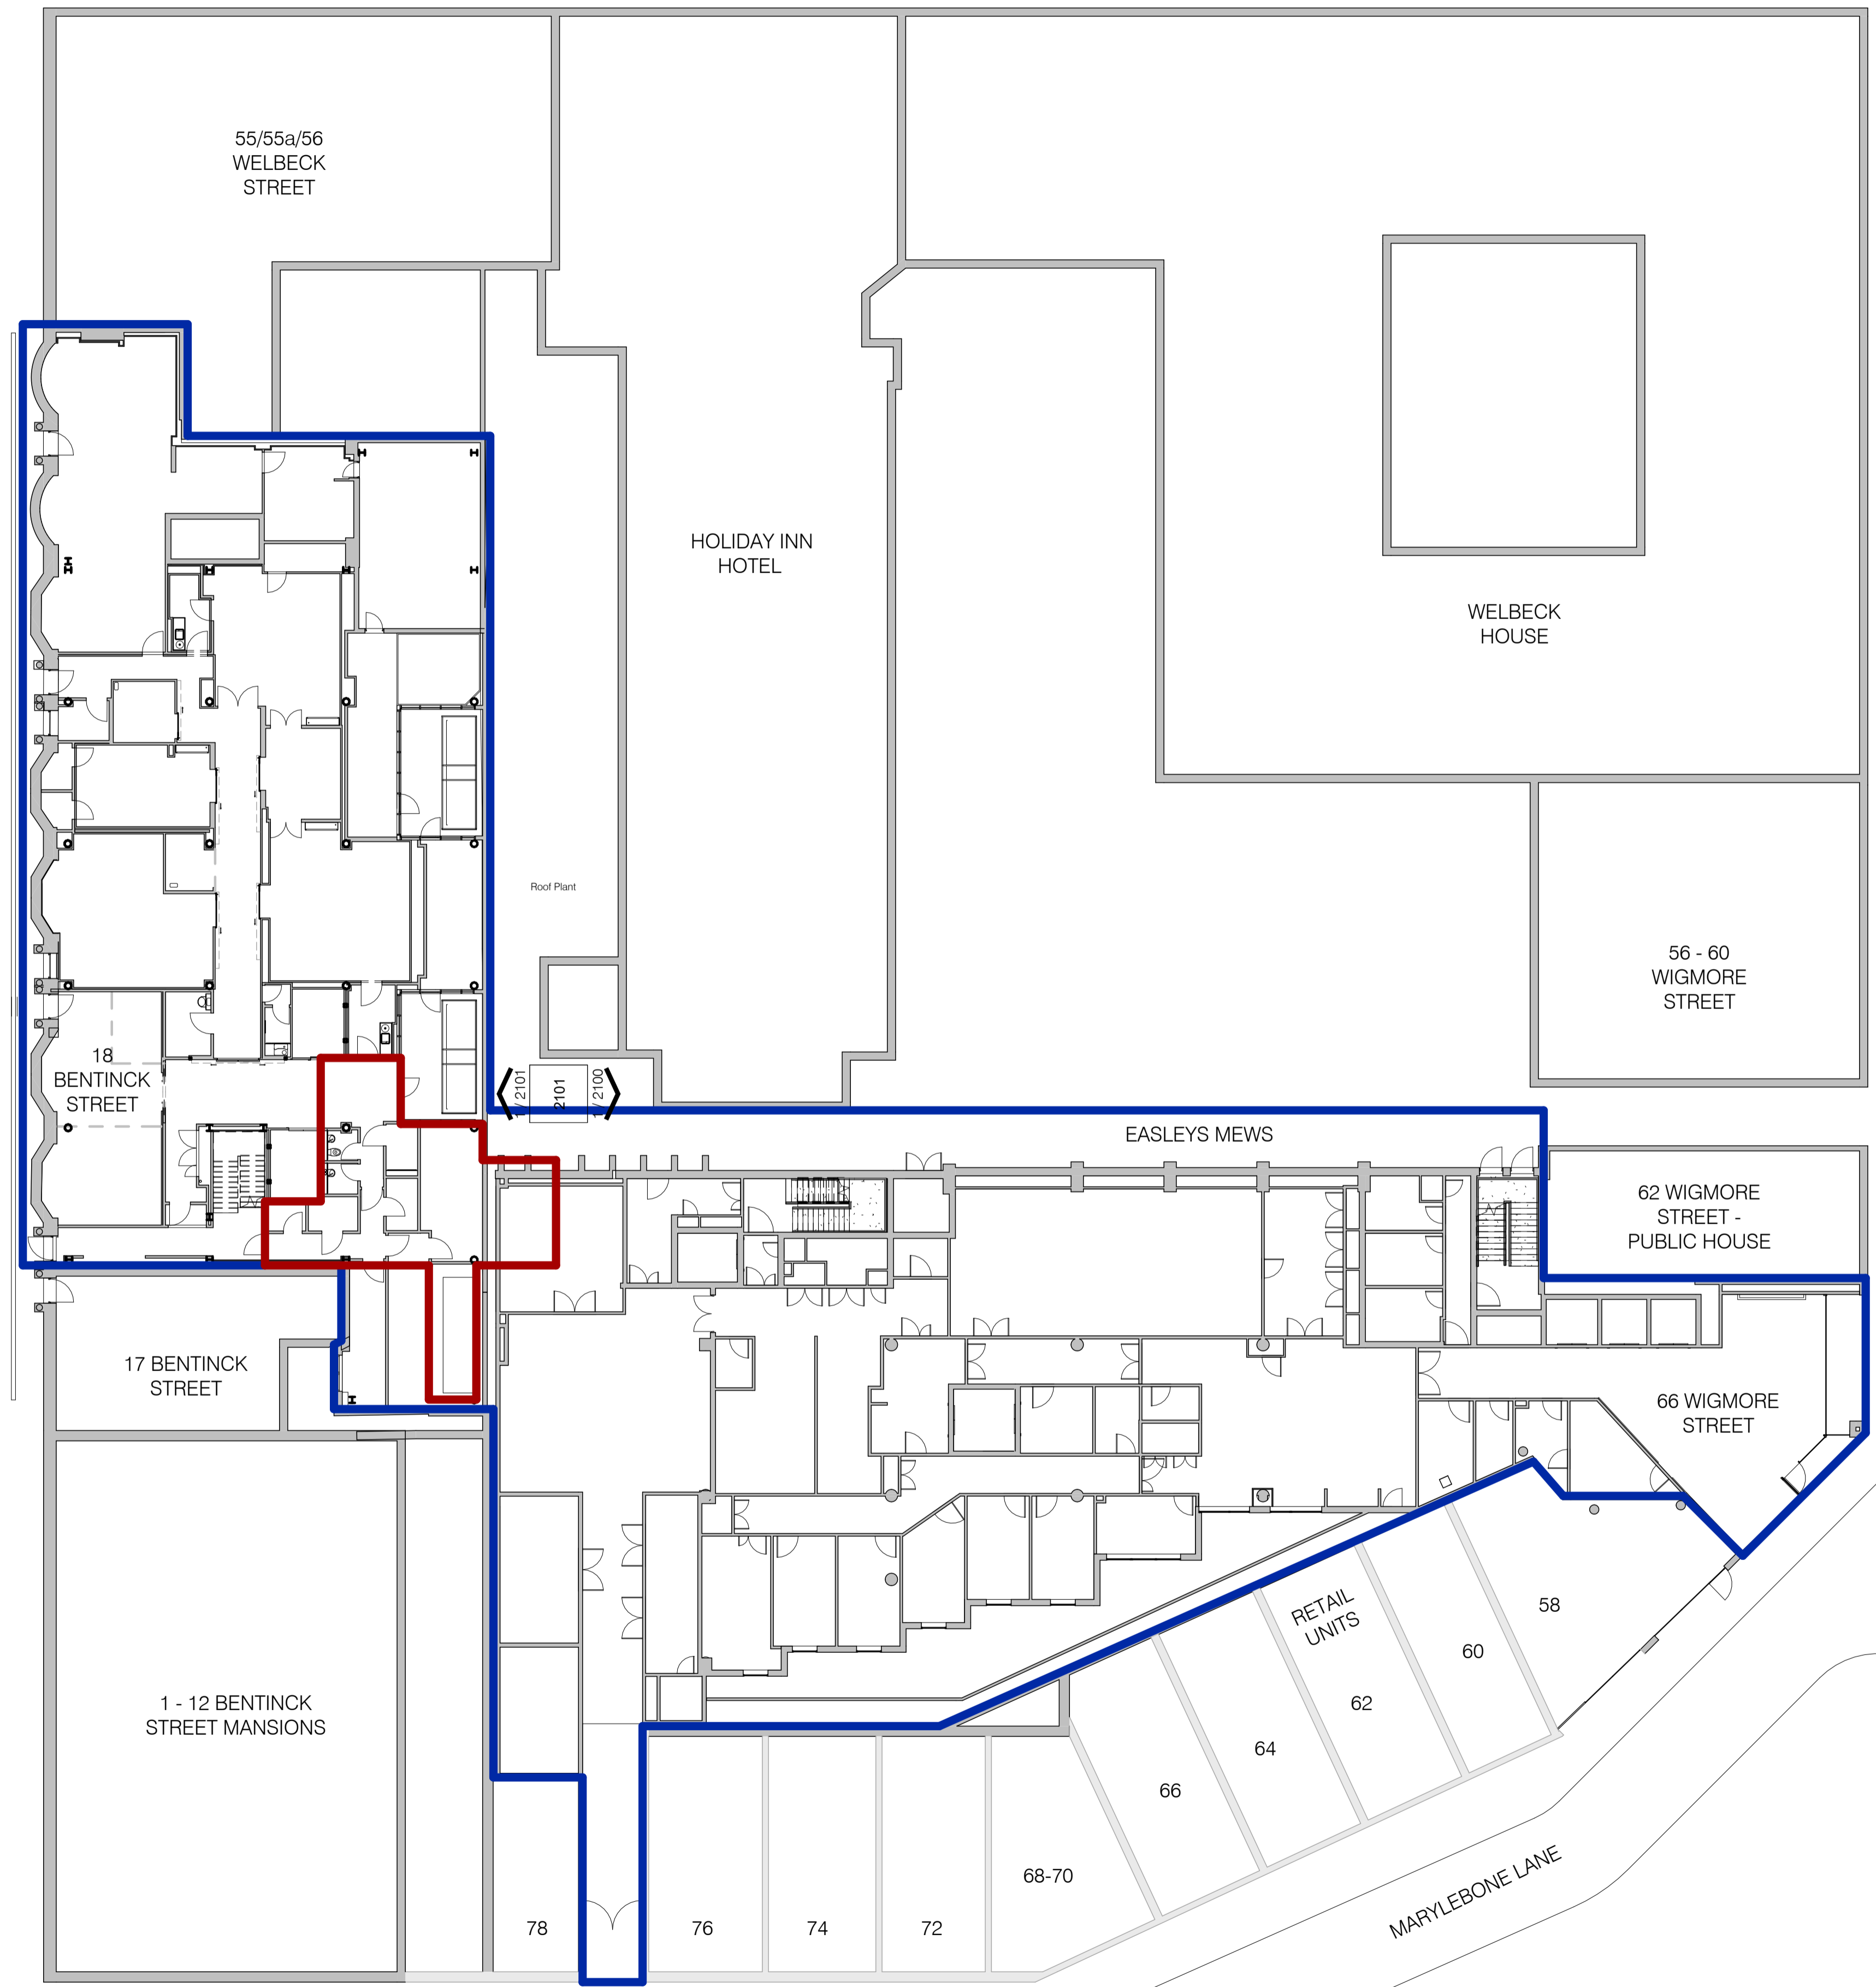 55/55a/56
WELBECK
STREET
HOLIDAY INN
HOTEL
WELBECK
HOUSE
Roof Plant
56 - 60
WIGMORE
STREET
18
BENTINCK
STREET
1 / 2101
2101
1 / 2100
EASLEYS MEWS
62 WIGMORE
STREET -
PUBLIC HOUSE
17 BENTINCK
STREET
66 WIGMORE
STREET
RETAIL
UNITS
58
60
62
64
66
68-70
1 - 12 BENTINCK
STREET MANSIONS
78
76
74
72
MARYLEBONE LANE